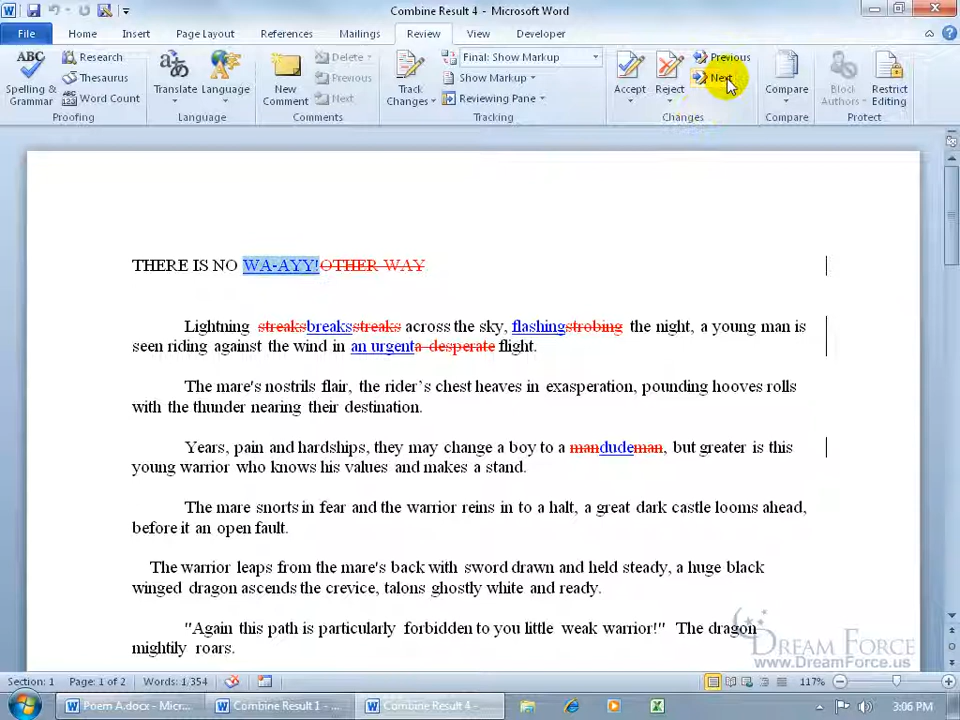 Combine Result 4 - Microsoft Word
File Home Insert Page Layout References Mailings Review View Developer
ABC Spelling & Grammar
Research
Thesaurus
ABC 123 Word Count
Proofing
Translate
Language
Language
New Comment
Delete
Previous
Next
Comments
Track Changes
Final: Show Markup
Show Markup
Reviewing Pane
Tracking
Accept
Reject
Previous
Next
Changes
Compare
Compare
Block Authors
Restrict Editing
Protect
THERE IS NO WA-AYY!OTHER WAY
Lightning streaksbreaksstreaks across the sky, flashingstrobing the night, a young man is
seen riding against the wind in an urgenta desperate flight.
The mare's nostrils flair, the rider's chest heaves in exasperation, pounding hooves rolls
with the thunder nearing their destination.
Years, pain and hardships, they may change a boy to a mandudeman, but greater is this
young warrior who knows his values and makes a stand.
The mare snorts in fear and the warrior reins in to a halt, a great dark castle looms ahead,
before it an open fault.
The warrior leaps from the mare's back with sword drawn and held steady, a huge black
winged dragon ascends the crevice, talons ghostly white and ready.
"Again this path is particularly forbidden to you little weak warrior!" The dragon
mightily roars.
DREAM FORCE
www.DreamForce.us
Section: 1 Page: 1 of 2 Words: 1/354 117%
Poem A.docx - Mic... Combine Result 1 - ... Combine Result 4 - ... 3:06 PM